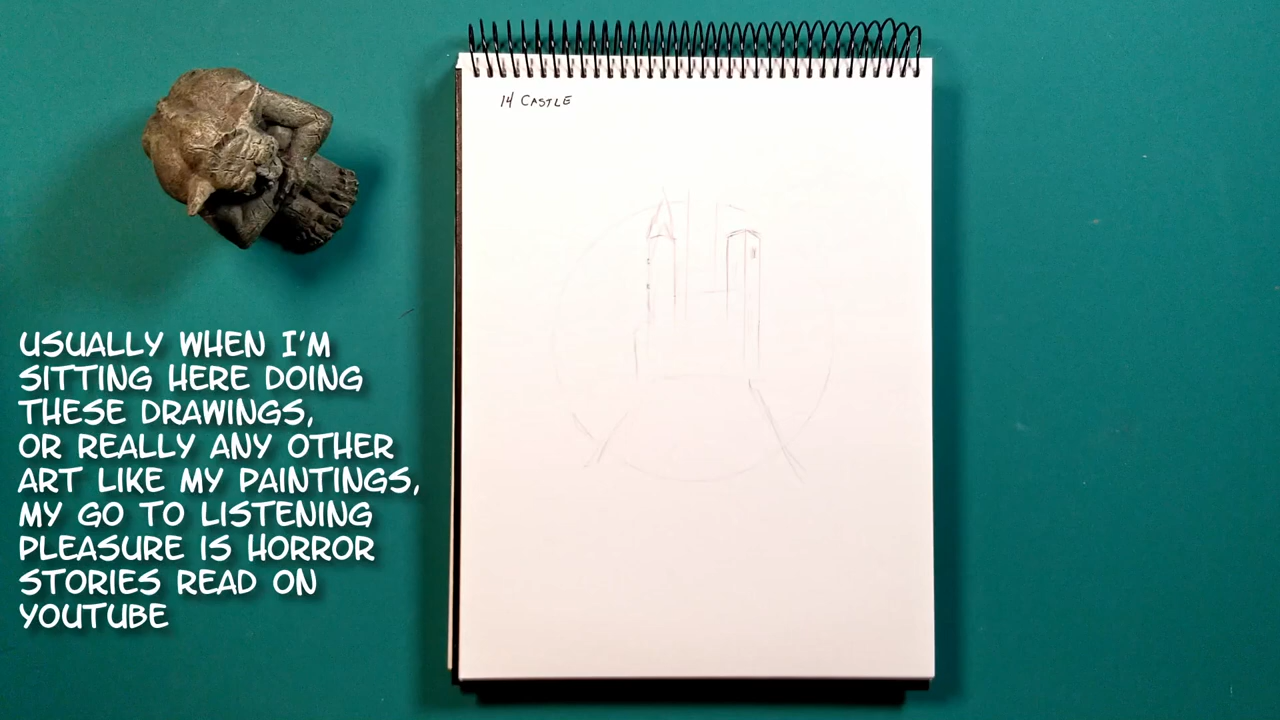 14 CASTLE
USUALLY WHEN I'M
SITTING HERE DOING
THESE DRAWINGS,
OR REALLY ANY OTHER
ART LIKE MY PAINTINGS,
MY GO TO LISTENING
PLEASURE IS HORROR
STORIES READ ON
YOUTUBE